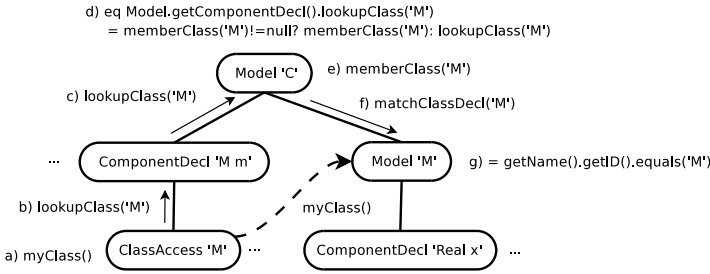 d) eq Model.getComponentDecl().lookupClass('M')
= memberClass('M')!=null? memberClass('M'): lookupClass('M')
Model 'C'
e) memberClass('M')
c) lookupClass('M')
f) matchClassDecl('M')
...
ComponentDecl 'M m'
Model 'M'
g) = getName().getID().equals('M')
b) lookupClass('M')
myClass()
a) myClass()
ClassAccess 'M'
...
ComponentDecl 'Real x'
...